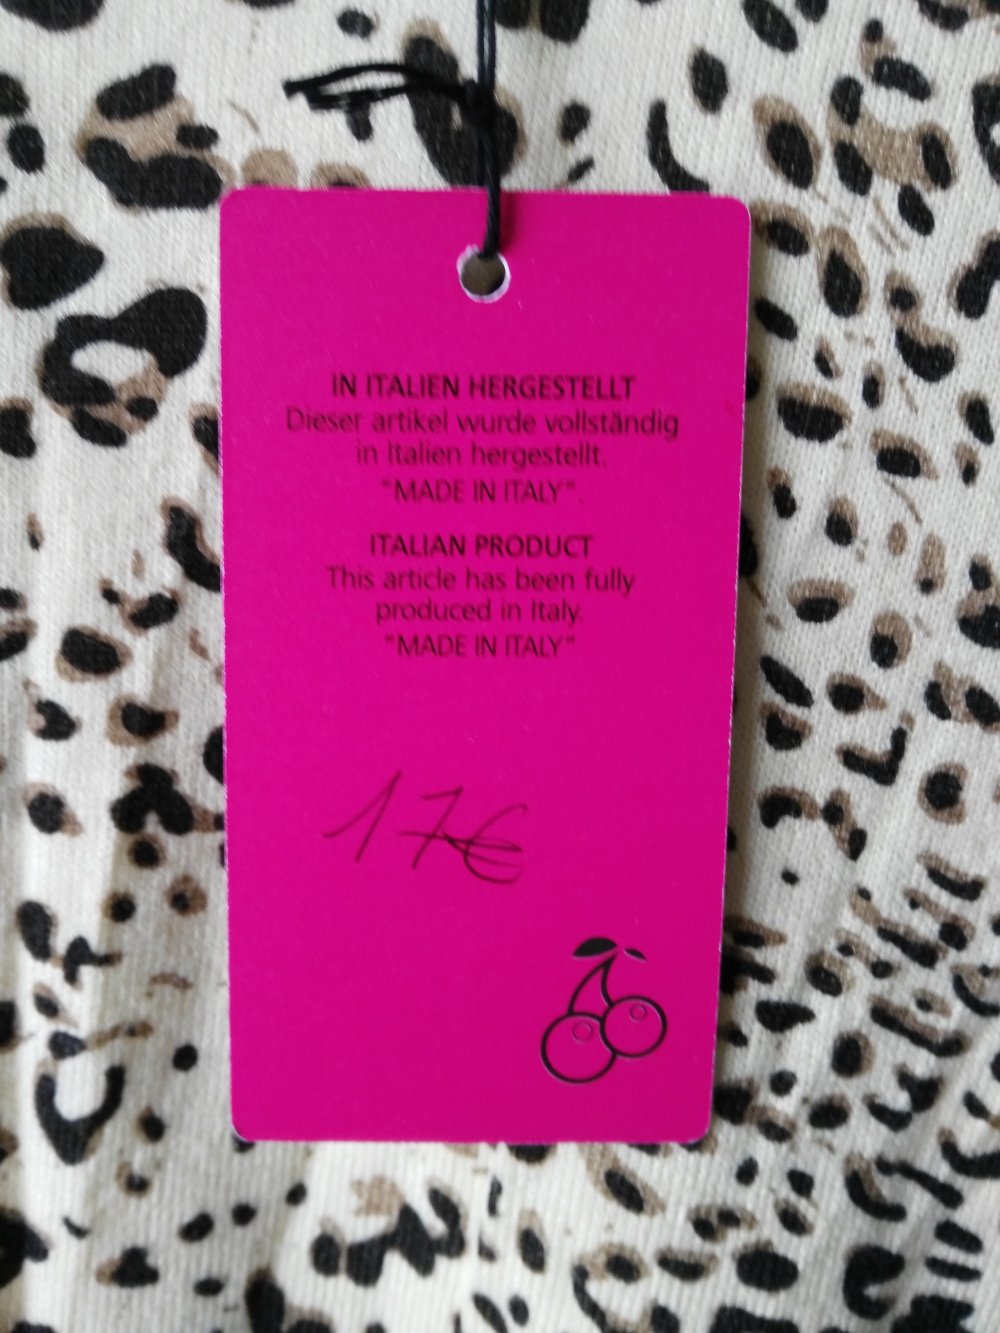 IN ITALIEN HERGESTELLT
Dieser artikel wurde vollständig
in Italien hergestellt.
"MADE IN ITALY".
ITALIAN PRODUCT
This article has been fully
produced in Italy.
"MADE IN ITALY"
17€